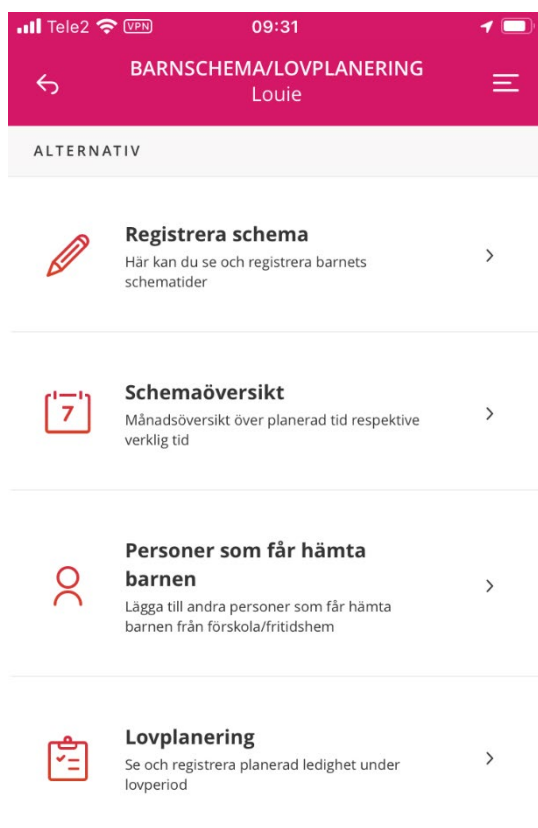 Tele2 VPN 09:31
BARNSCHEMA/LOVPLANERING
Louie
ALTERNATIV
Registrera schema
Här kan du se och registrera barnets
schematider
7
Schemaöversikt
Månadsöversikt över planerad tid respektive
verklig tid
Personer som får hämta
barnen
Lägga till andra personer som får hämta
barnen från förskola/fritidshem
Lovplanering
Se och registrera planerad ledighet under
lovperiod